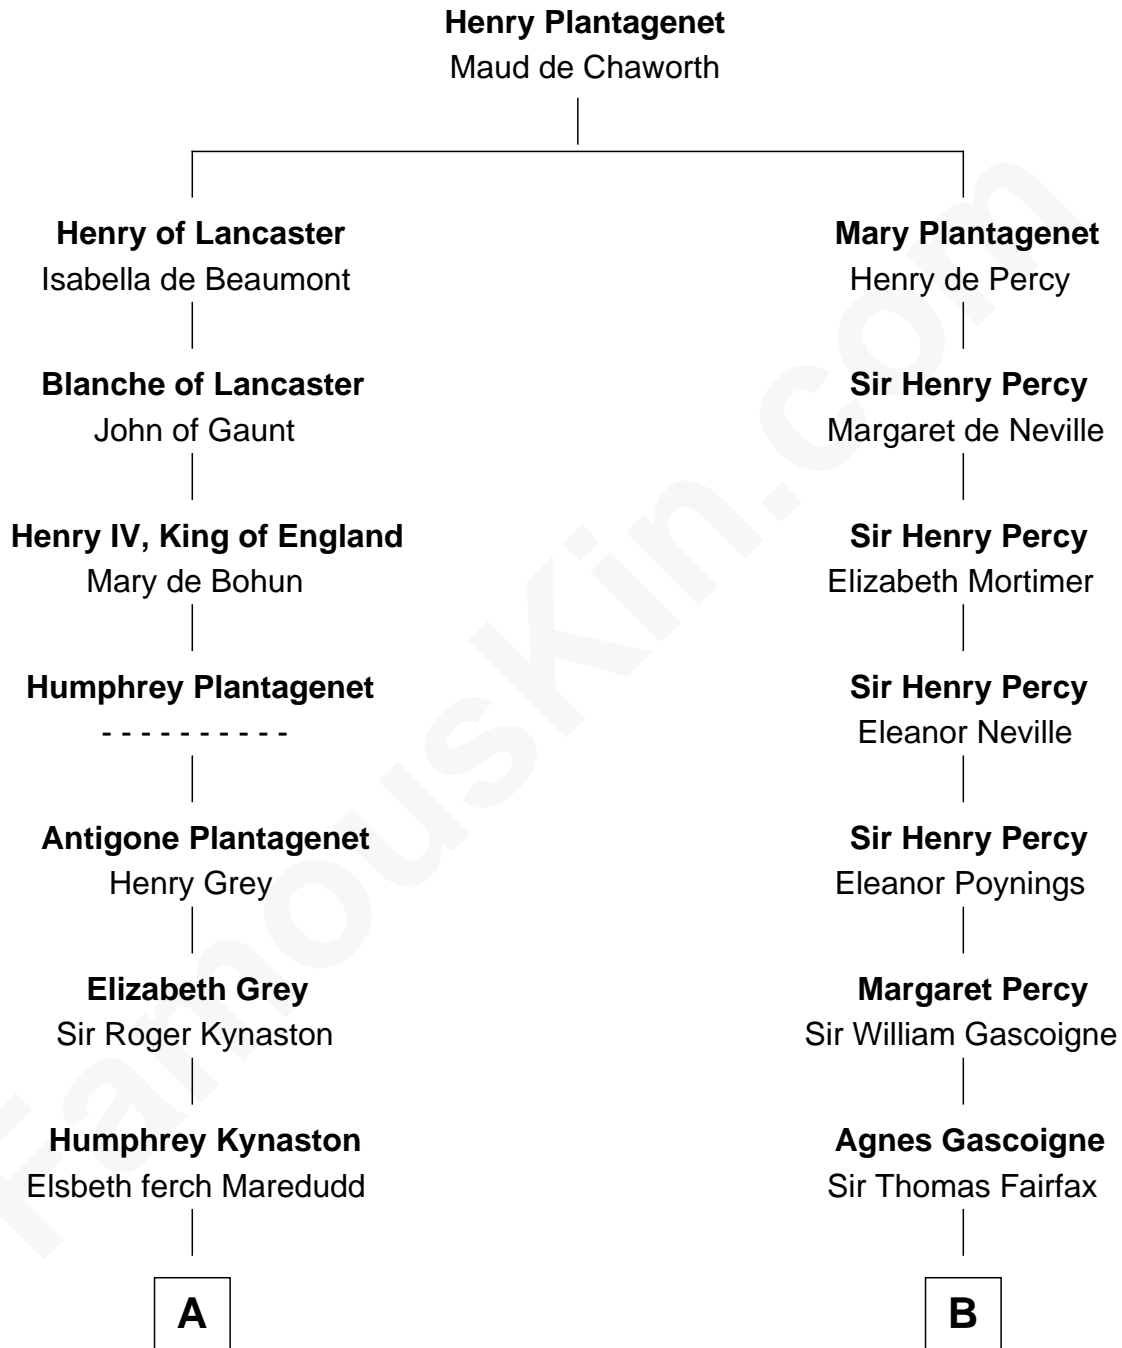 Henry Plantagenet
Maud de Chaworth
Henry of Lancaster
Isabella de Beaumont
Mary Plantagenet
Henry de Percy
Blanche of Lancaster
John of Gaunt
Sir Henry Percy
Margaret de Neville
Henry IV, King of England
Mary de Bohun
Sir Henry Percy
Elizabeth Mortimer
Humphrey Plantagenet
- - - - - - - - - -
Sir Henry Percy
Eleanor Neville
Antigone Plantagenet
Henry Grey
Sir Henry Percy
Eleanor Poynings
Elizabeth Grey
Sir Roger Kynaston
Margaret Percy
Sir William Gascoigne
Humphrey Kynaston
Elsbeth ferch Maredudd
Agnes Gascoigne
Sir Thomas Fairfax
A
B
FamousKin.com